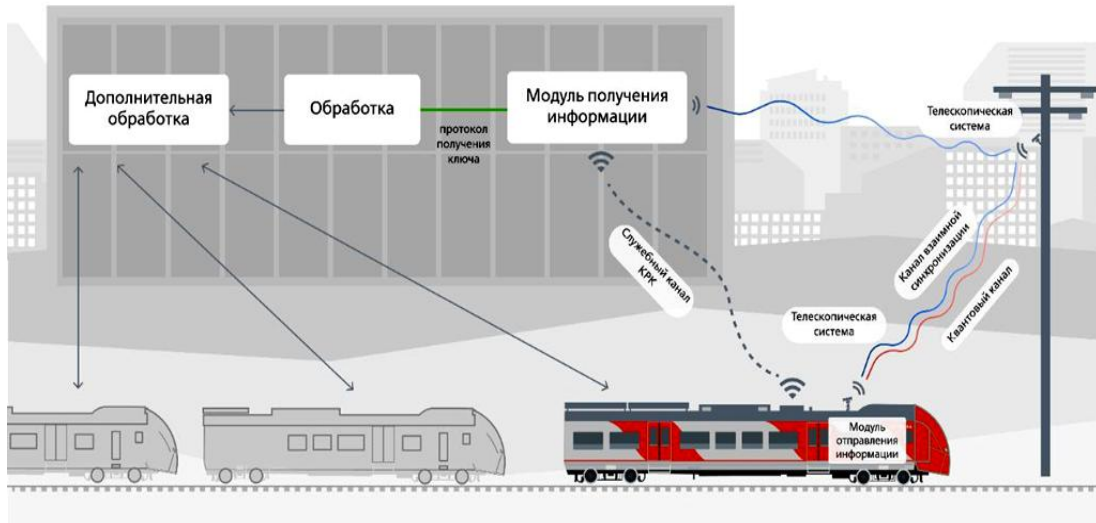 Дополнительная
обработка
Обработка
Модуль получения
информации
протокол
получения
ключа
Телескопическая
система
Служебный канал
КРК
Канал взаимной
синхронизации
Квантовый канал
Телескопическая
система
Модуль
отправления
информации